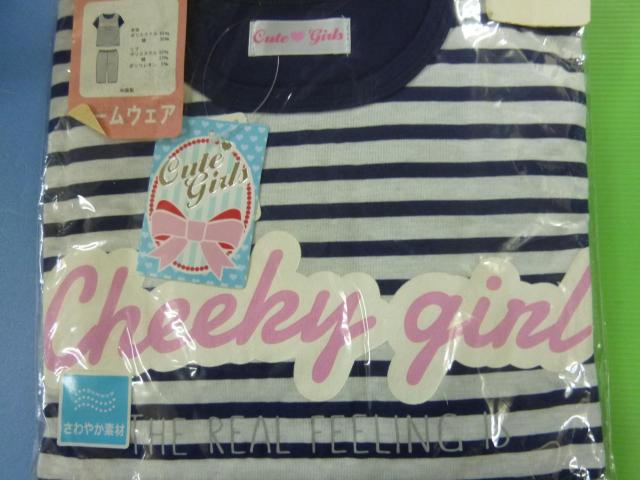 Cute Girls
ームウェア
Cute
Girls
Cheeky girl
さわやか素材
THE REAL FEELING IS